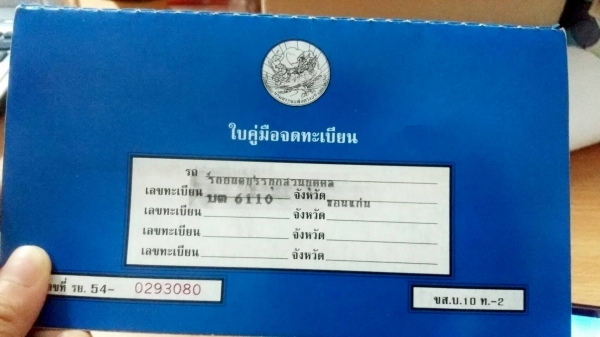 ใบคู่มือจดทะเบียน
รถ รถยนต์บรรทุกส่วนบุคคล
เลขทะเบียน บต 6110 จังหวัด ขอนแก่น
เลขทะเบียน จังหวัด
เลขทะเบียน จังหวัด
เลขทะเบียน จังหวัด
เลขที่ รย. 54- 0293080
ขส.บ.10 ท.-2